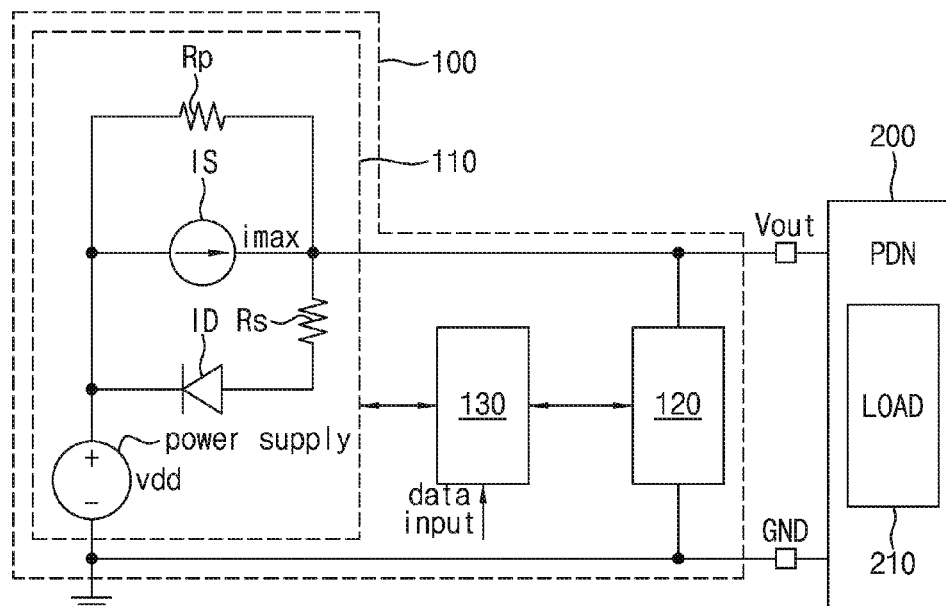 Rp
100
IS
110
200
imax
Vout
PDN
ID
Rs
130
120
LOAD
power supply
+
vdd
-
data
input
GND
210